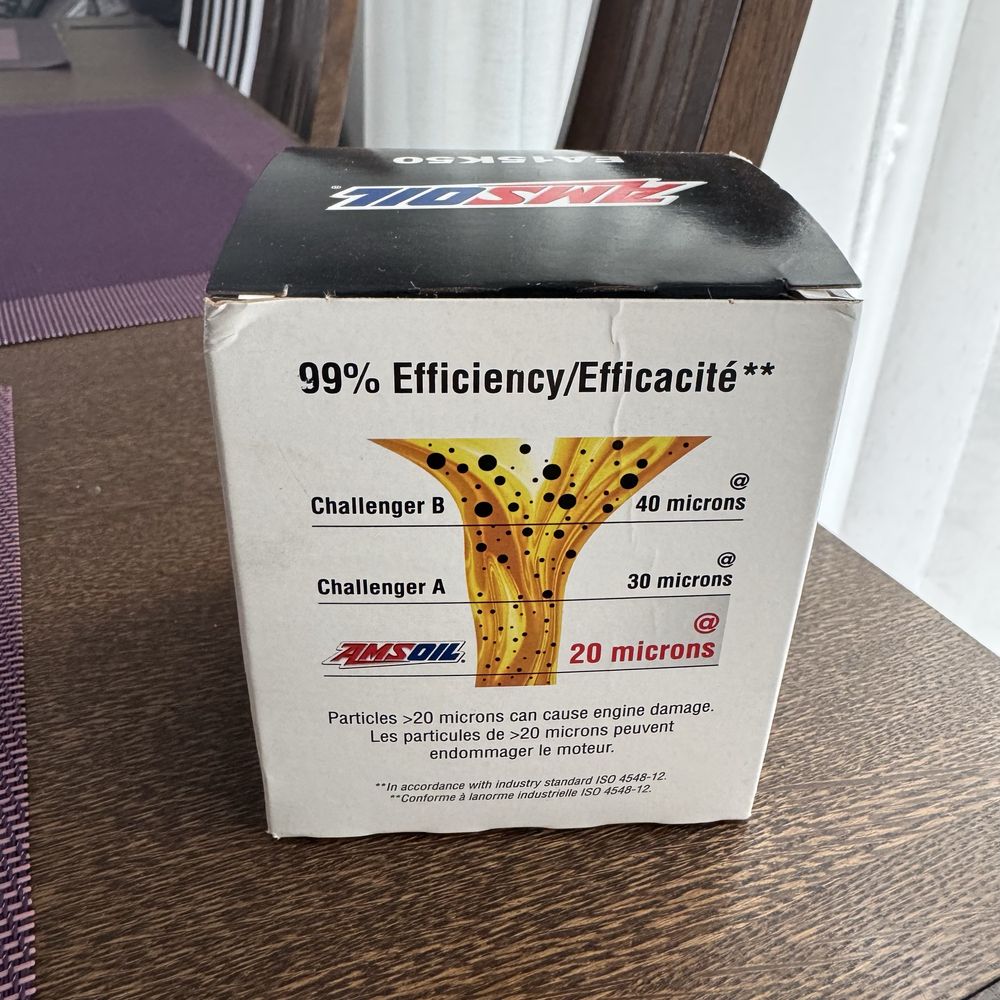 EA15K50
AMSOIL®
99% Efficiency/Efficacité**
Challenger B
@
40 microns
Challenger A
@
30 microns
AMSOIL
@
20 microns
Particles >20 microns can cause engine damage.
Les particules de >20 microns peuvent
endommager le moteur.
**In accordance with industry standard ISO 4548-12.
**Conforme à lanorme industrielle ISO 4548-12.